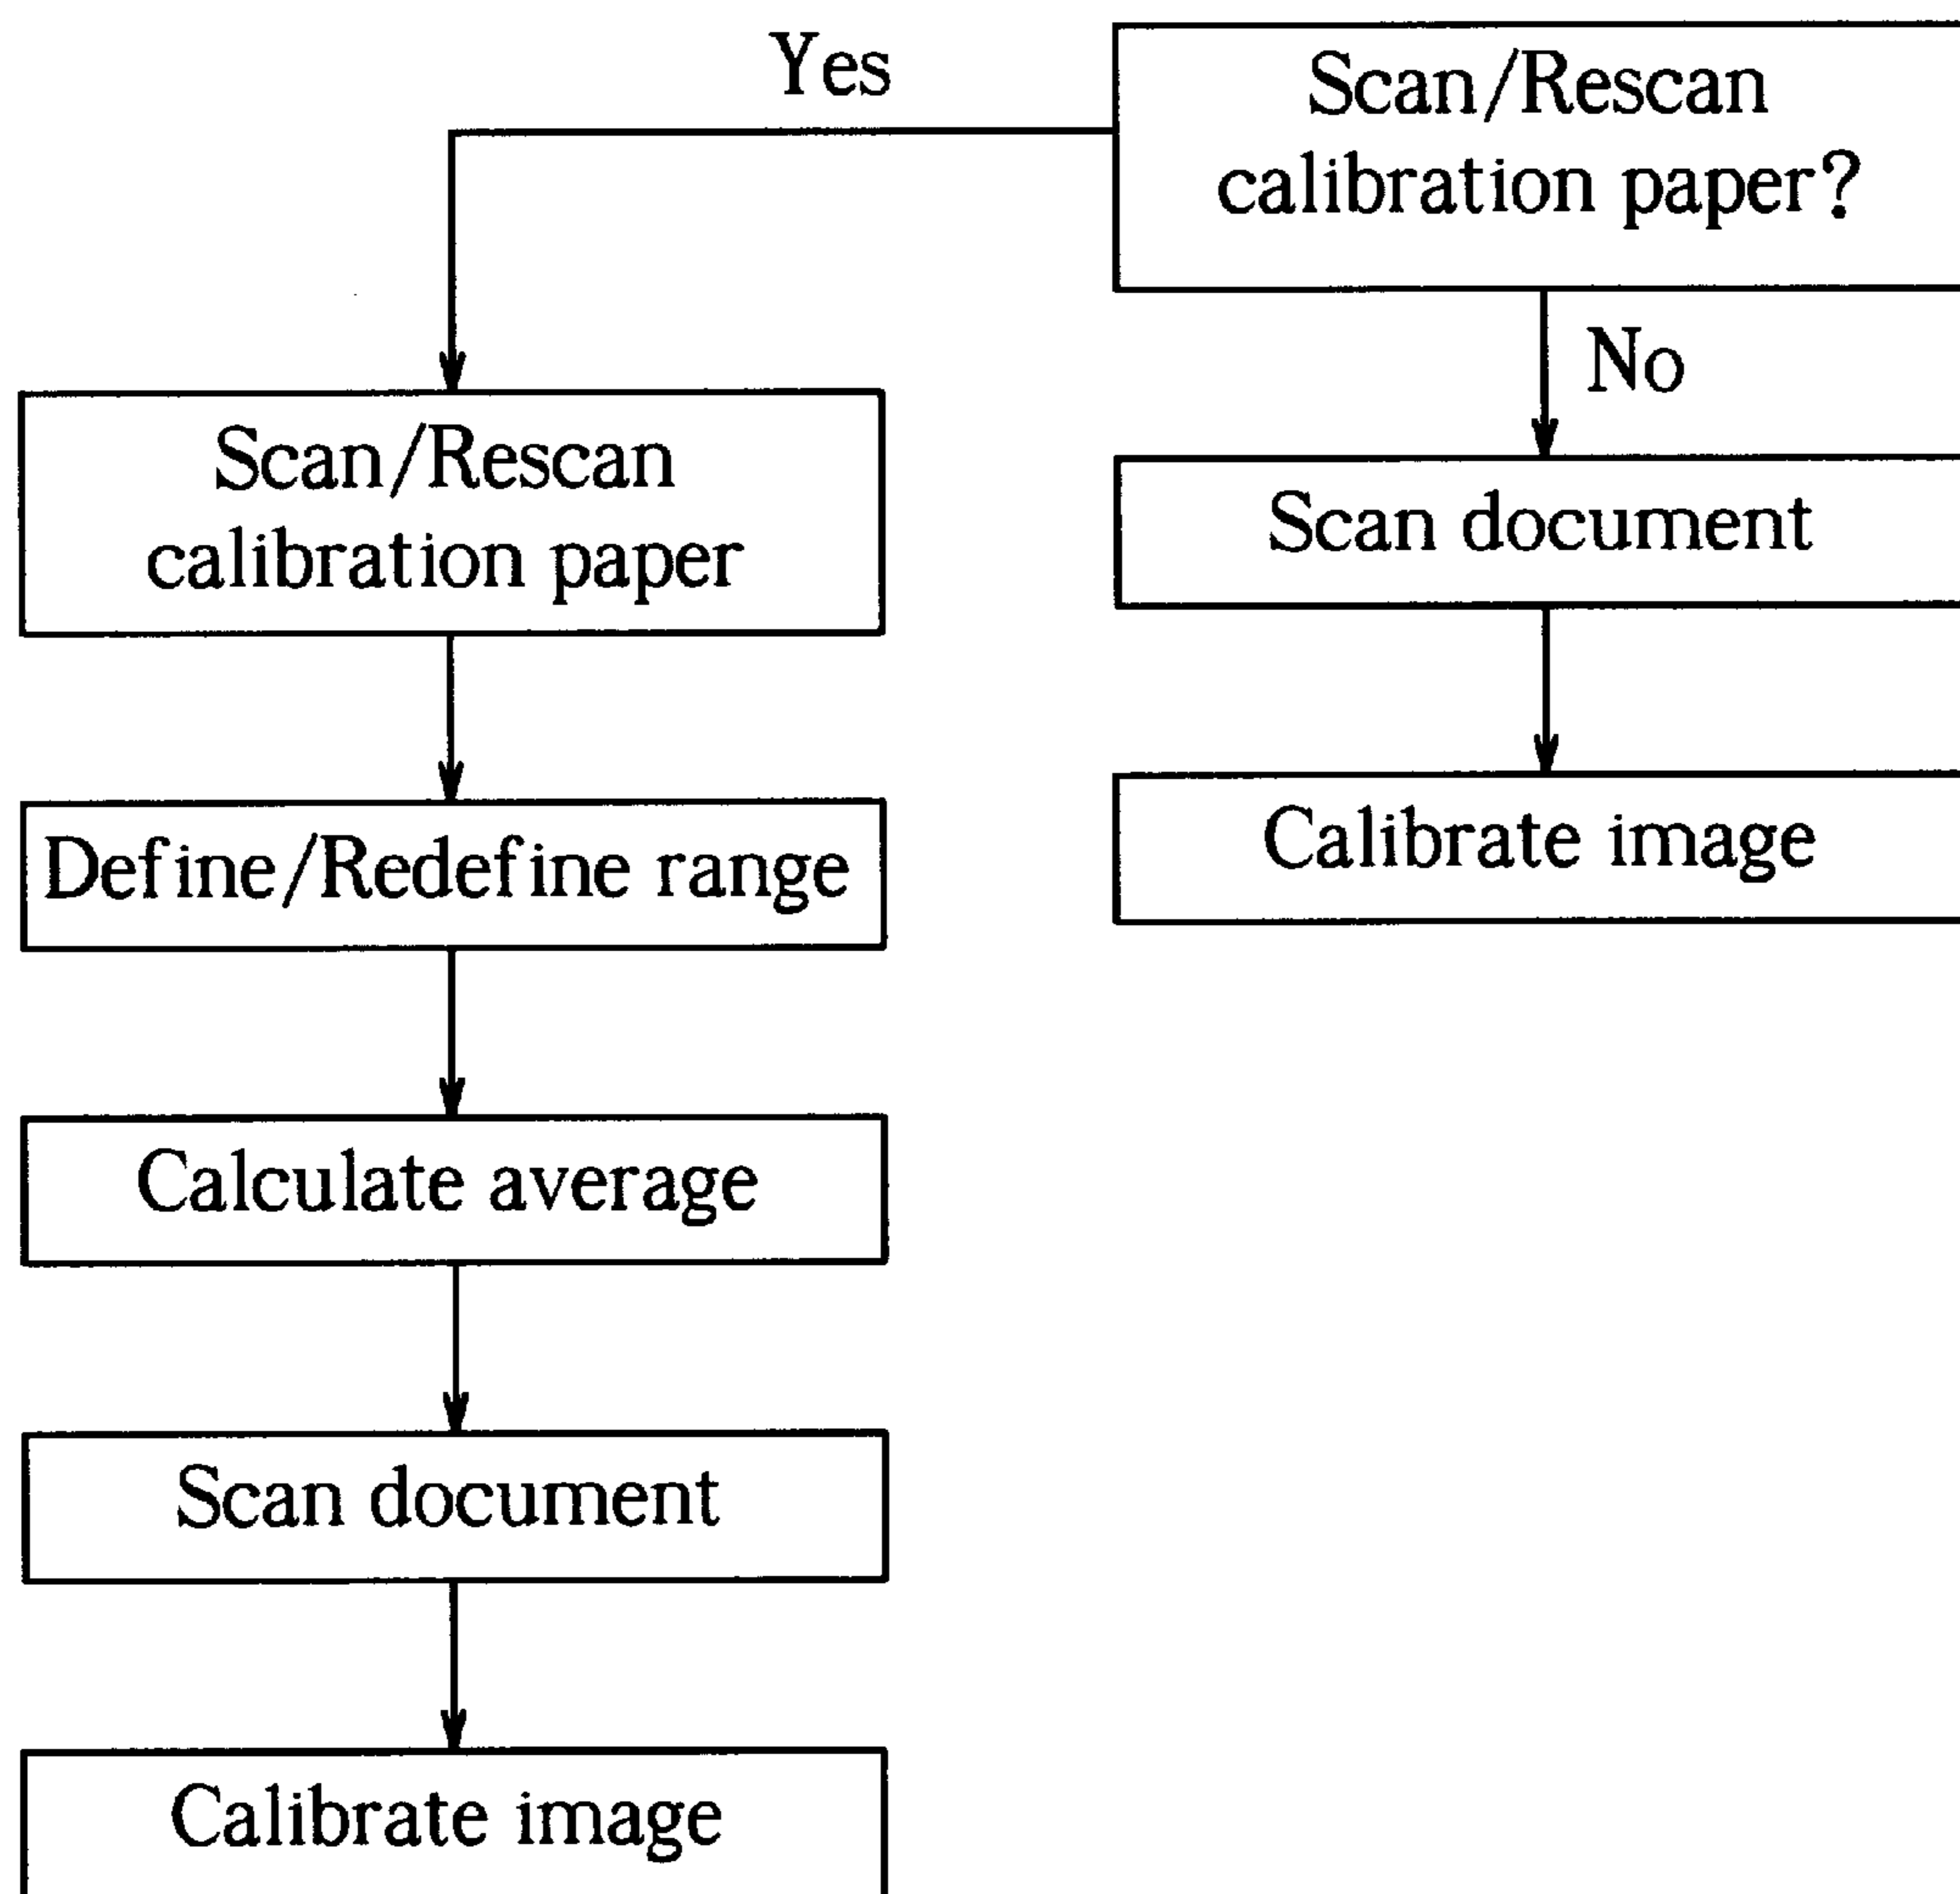 Yes
Scan/Rescan
calibration paper?
No
Scan/Rescan
calibration paper
Scan document
Define/Redefine range
Calibrate image
Calculate average
Scan document
Calibrate image